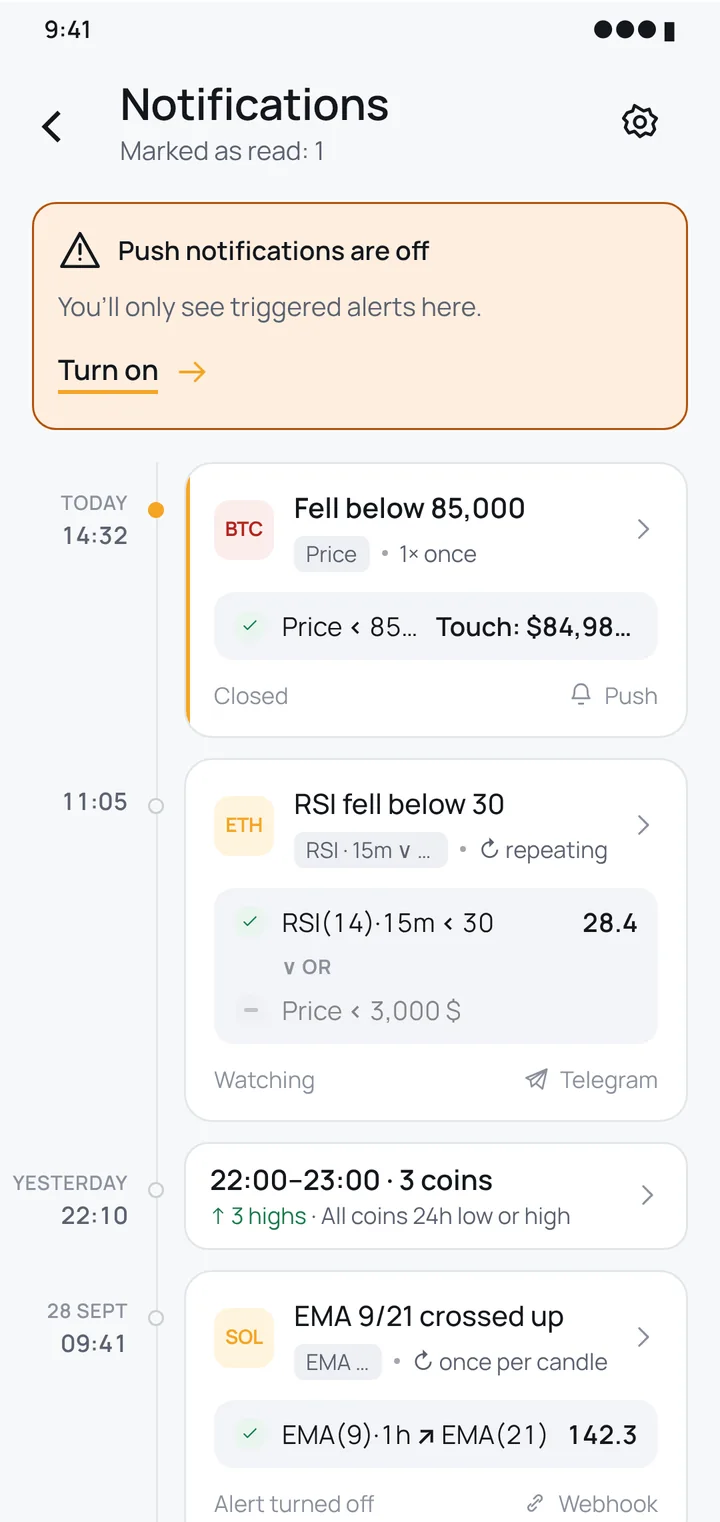 9:41
Notifications
Marked as read: 1
Push notifications are off
You'll only see triggered alerts here.
Turn on →
TODAY
14:32
BTC
Fell below 85,000
Price • 1× once
✓ Price < 85… Touch: $84,98…
Closed
Push
11:05
ETH
RSI fell below 30
RSI · 15m ∨ … • ↻ repeating
✓ RSI(14)·15m < 30 28.4
∨ OR
– Price < 3,000 $
Watching
Telegram
YESTERDAY
22:10
22:00–23:00 · 3 coins
↑ 3 highs · All coins 24h low or high
28 SEPT
09:41
SOL
EMA 9/21 crossed up
EMA … • ↻ once per candle
✓ EMA(9)·1h ↗ EMA(21) 142.3
Alert turned off
Webhook